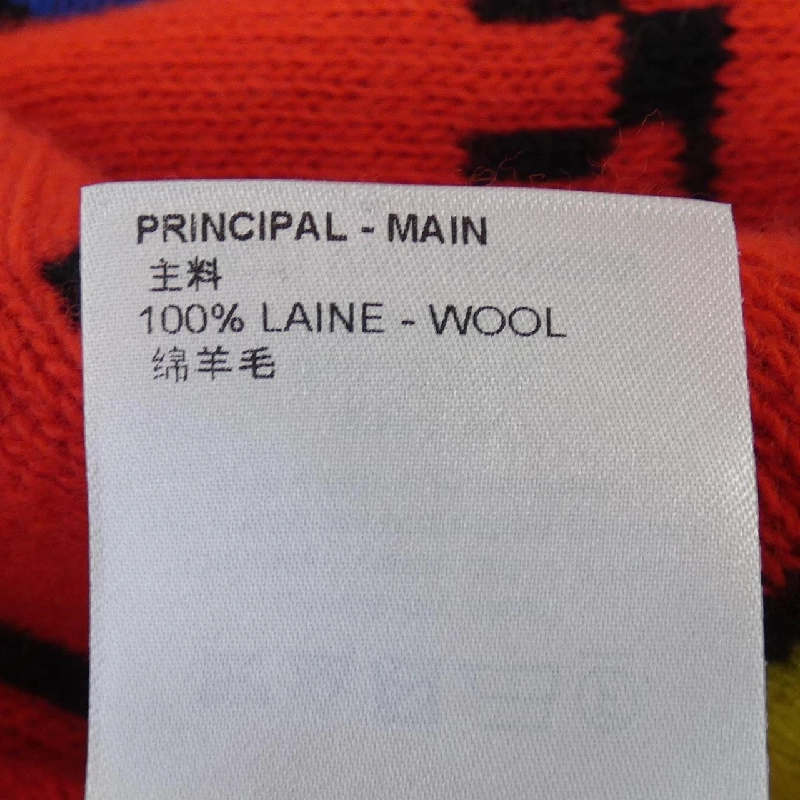 PRINCIPAL - MAIN
主料
100% LAINE - WOOL
绵羊毛